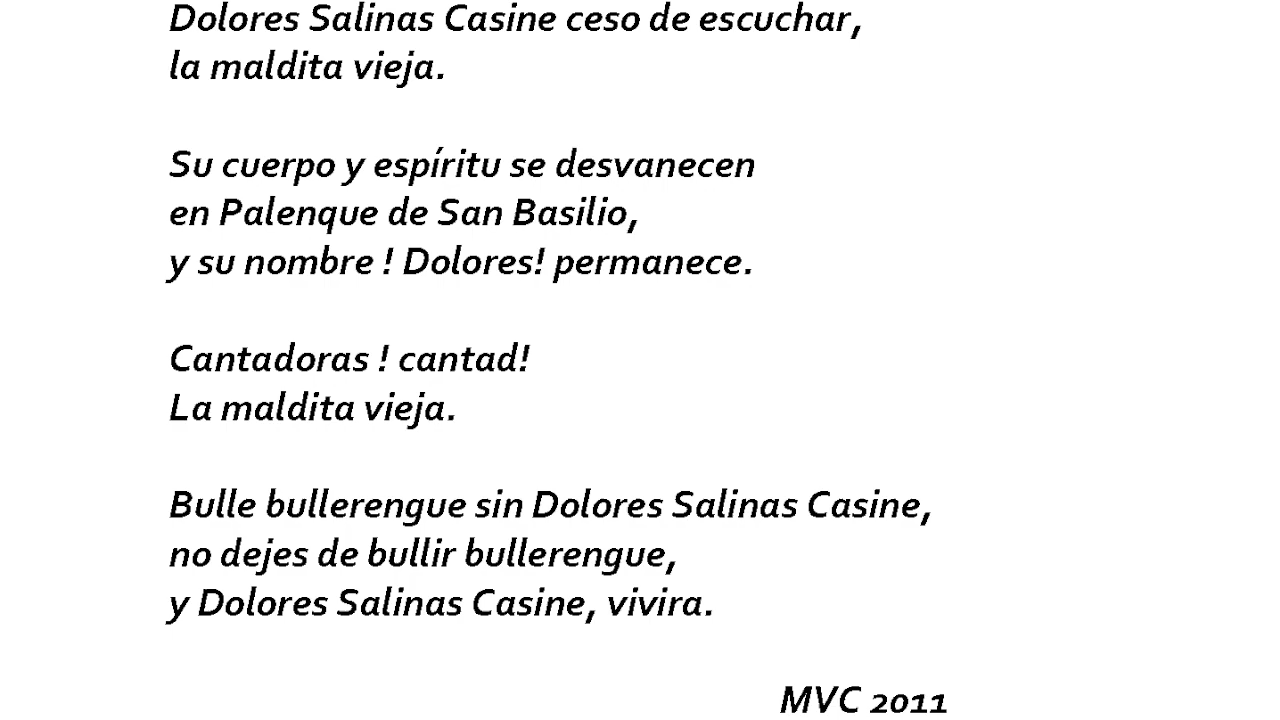 Dolores Salinas Casine ceso de escuchar,
la maldita vieja.
Su cuerpo y espíritu se desvanecen
en Palenque de San Basilio,
y su nombre ! Dolores! permanece.
Cantadoras ! cantad!
La maldita vieja.
Bulle bullerengue sin Dolores Salinas Casine,
no dejes de bullir bullerengue,
y Dolores Salinas Casine, vivira.
MVC 2011